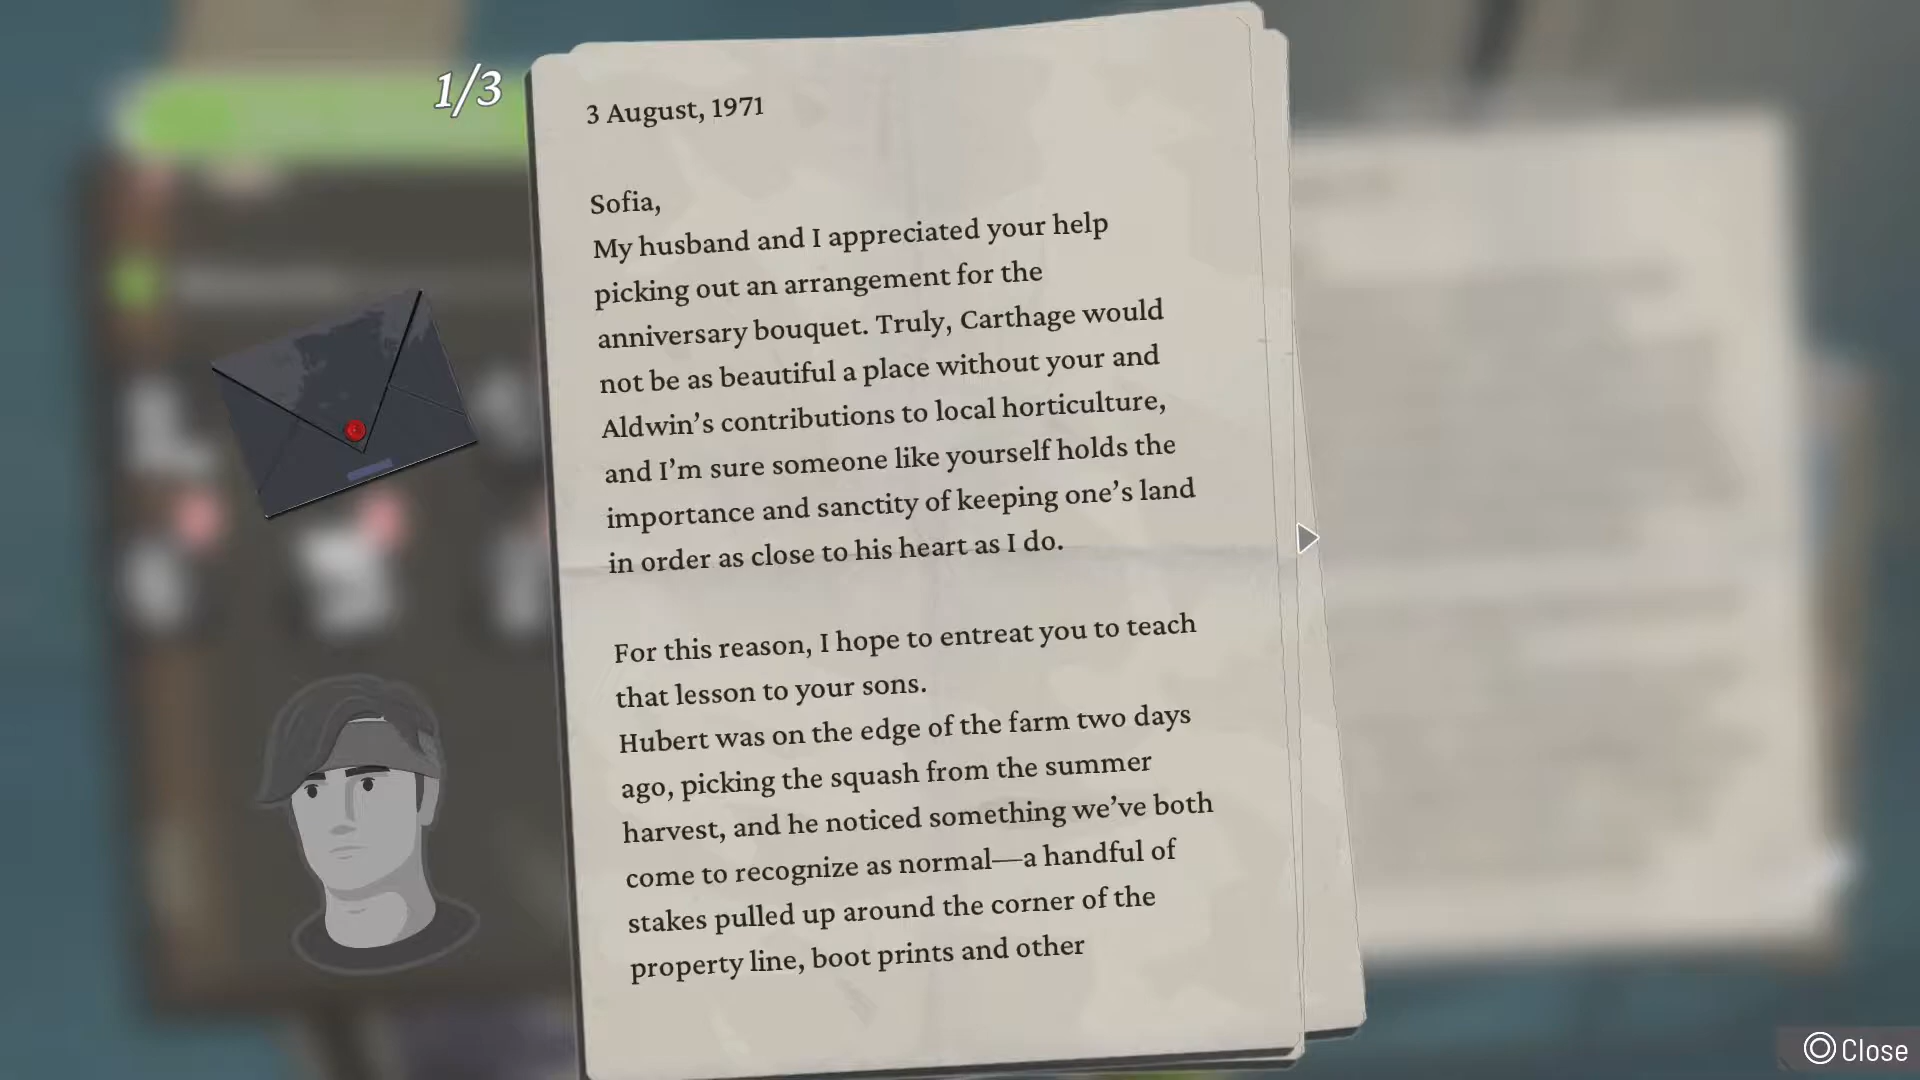 1/3
3 August, 1971
Sofia,
My husband and I appreciated your help
picking out an arrangement for the
anniversary bouquet. Truly, Carthage would
not be as beautiful a place without your and
Aldwin’s contributions to local horticulture,
and I’m sure someone like yourself holds the
importance and sanctity of keeping one’s land
in order as close to his heart as I do.
For this reason, I hope to entreat you to teach
that lesson to your sons.
Hubert was on the edge of the farm two days
ago, picking the squash from the summer
harvest, and he noticed something we’ve both
come to recognize as normal—a handful of
stakes pulled up around the corner of the
property line, boot prints and other
Close